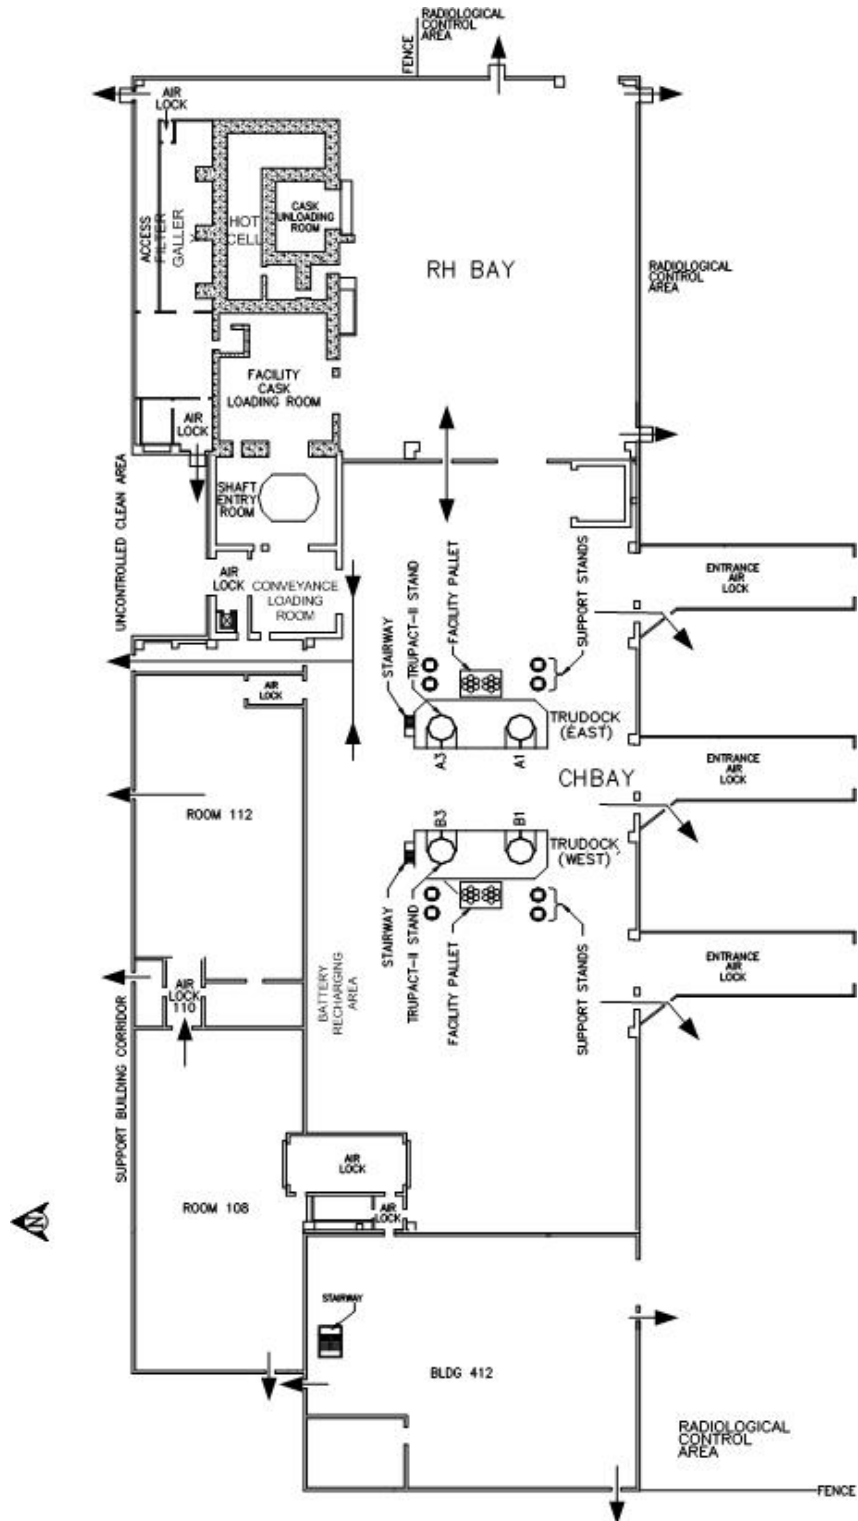 RADIOLOGICAL
CONTROL
AREA
FENCE
AIR
LOCK
ACCESS
FILTER
GALLER
Y
HOT
CELL
CASK
UNLOADING
ROOM
RH BAY
RADIOLOGICAL
CONTROL
AREA
FACILITY
CASK
LOADING ROOM
AIR
LOCK
SHAFT
ENTRY
ROOM
UNCONTROLLED CLEAN AREA
AIR
LOCK
CONVEYANCE
LOADING
ROOM
STAIRWAY
TRUPACT-II STAND
FACILITY PALLET
SUPPORT STANDS
ENTRANCE
AIR
LOCK
AIR
LOCK
TRUDOCK
(EAST)
A3
A1
CHBAY
ENTRANCE
AIR
LOCK
ROOM 112
B3
B1
TRUDOCK
(WEST)
STAIRWAY
TRUPACT-II STAND
FACILITY PALLET
SUPPORT STANDS
ENTRANCE
AIR
LOCK
AIR
LOCK
110
BATTERY
RECHARGING
AREA
SUPPORT BUILDING CORRIDOR
AIR
LOCK
ROOM 108
AIR
LOCK
N
STAIRWAY
BLDG 412
RADIOLOGICAL
CONTROL
AREA
FENCE